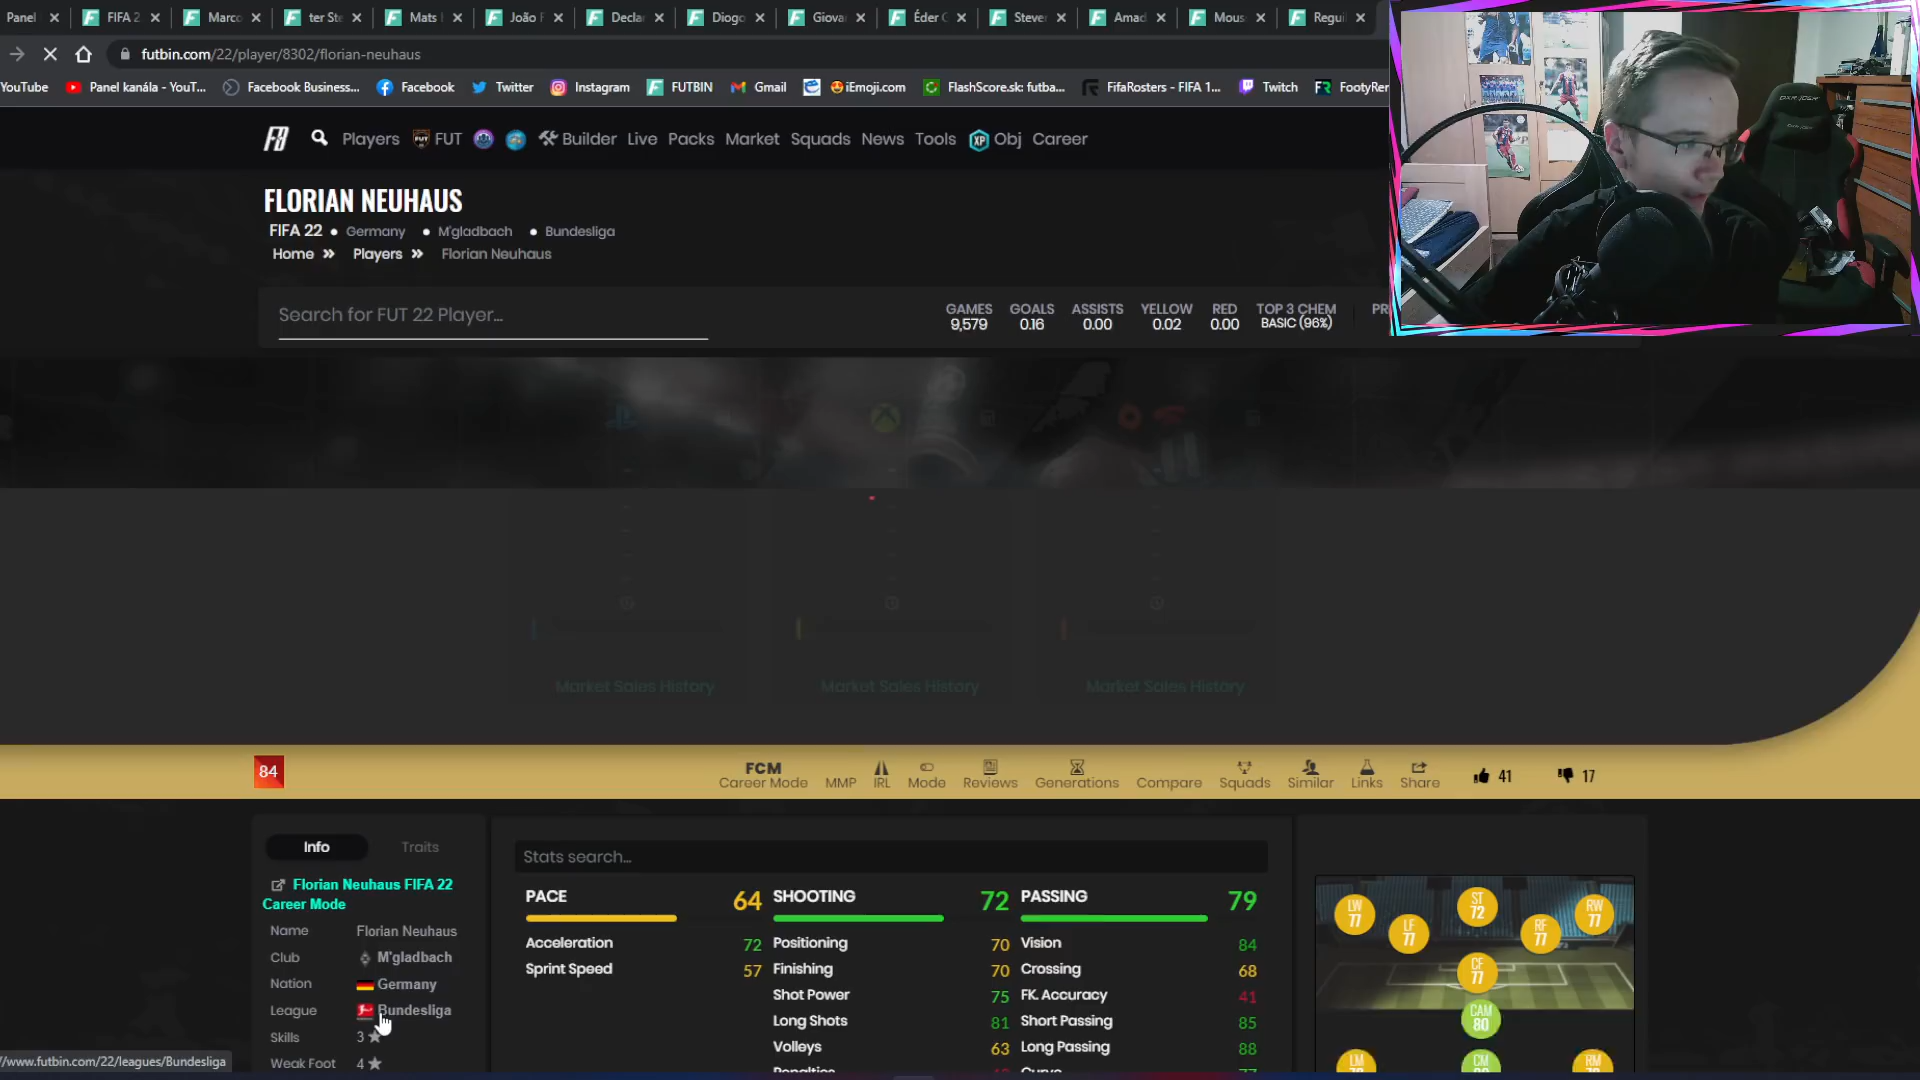 Panel
FIFA 2
Marco
ter Ste
Mats
João F
Declar
Diogo
Giova
Éder C
Steve
Amad
Mous
Regui
futbin.com/22/player/8302/florian-neuhaus
YouTube
Panel kanála - YouT...
Facebook Business...
Facebook
Twitter
Instagram
FUTBIN
Gmail
iEmoji.com
FlashScore.sk: futba...
FifaRosters - FIFA 1...
Twitch
FootyRen
Players
FUT
Builder
Live
Packs
Market
Squads
News
Tools
XP Obj
Career
FLORIAN NEUHAUS
FIFA 22 • Germany • M'gladbach • Bundesliga
Home » Players » Florian Neuhaus
Search for FUT 22 Player...
GAMES GOALS ASSISTS YELLOW RED TOP 3 CHEM PR
9,579 0.16 0.00 0.02 0.00 BASIC (96%)
Market Sales History Market Sales History Market Sales History
84
FCM
Career Mode MMP IRL Mode Reviews Generations Compare Squads Similar Links Share 41 17
Info Traits
Florian Neuhaus FIFA 22
Career Mode
Name Florian Neuhaus
Club M'gladbach
Nation Germany
League Bundesliga
Skills 3
Weak Foot 4
Stats search...
PACE 64
Acceleration 72
Sprint Speed 57
SHOOTING 72
Positioning 70
Finishing 70
Shot Power 75
Long Shots 81
Volleys 63
PASSING 79
Vision 84
Crossing 68
FK. Accuracy 41
Short Passing 85
Long Passing 88
LW
77
LF
77
ST
72
RF
77
RW
77
CF
77
CAM
80
LM
CM
RM
//www.futbin.com/22/leagues/Bundesliga